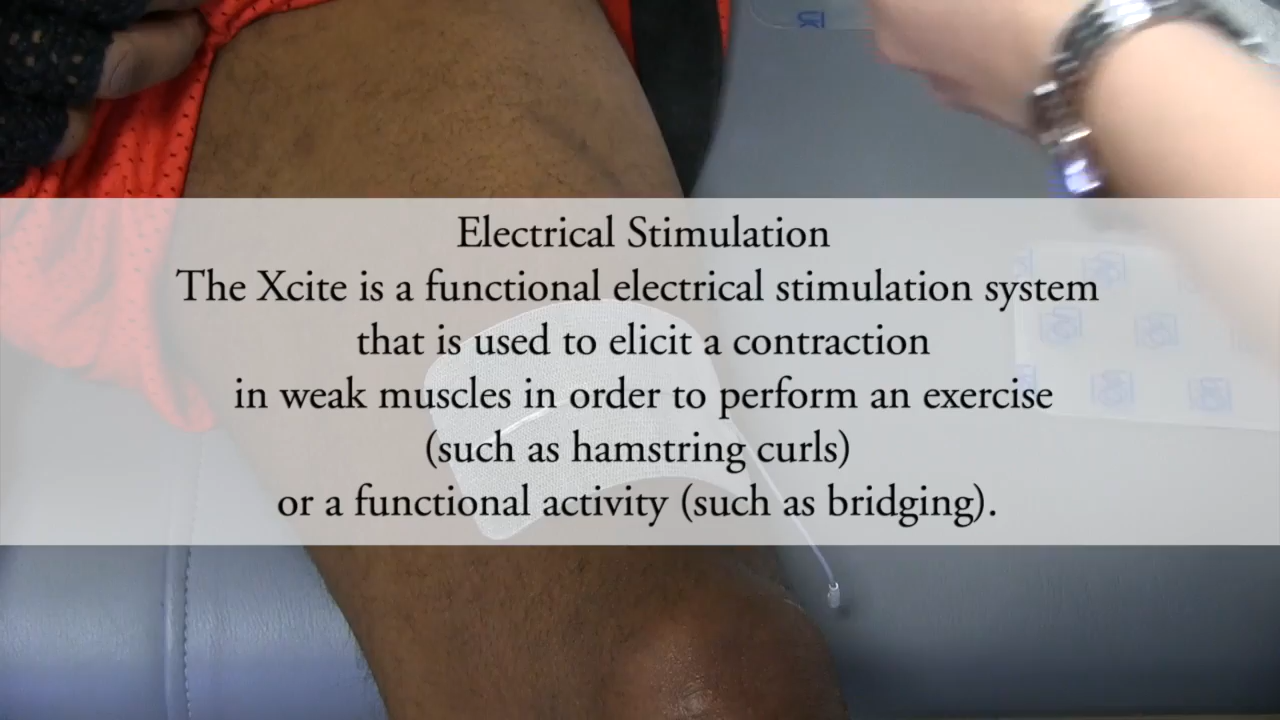 Electrical Stimulation
The Xcite is a functional electrical stimulation system
that is used to elicit a contraction
in weak muscles in order to perform an exercise
(such as hamstring curls)
or a functional activity (such as bridging).